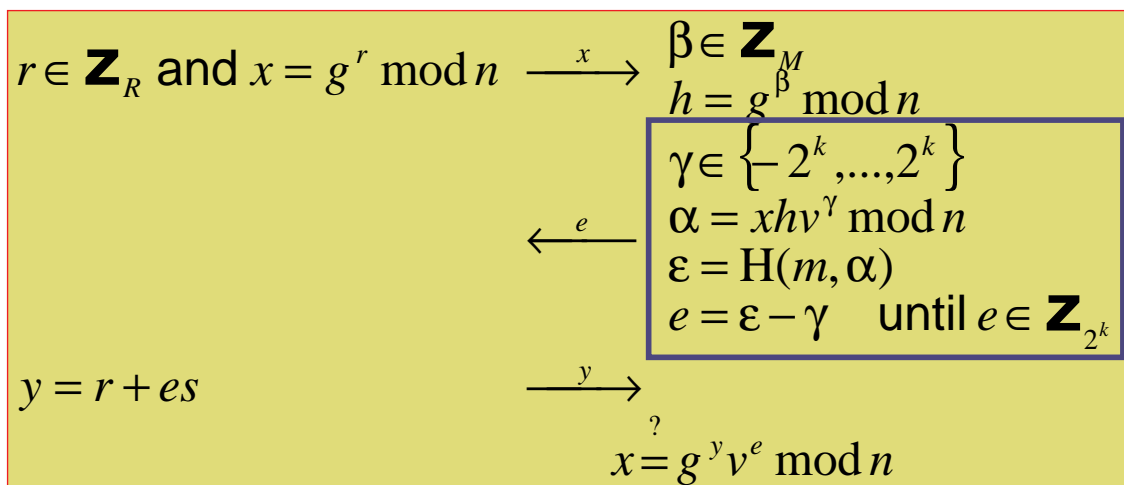 r ∈ Z_R and x = g^r mod n →^x β ∈ Z_M
h = g^β mod n
γ ∈ {−2^k,...,2^k}
α = xhv^γ mod n
←^e
ε = H(m, α)
e = ε − γ until e ∈ Z_{2^k}
y = r + es →^y
x =^? g^y v^e mod n